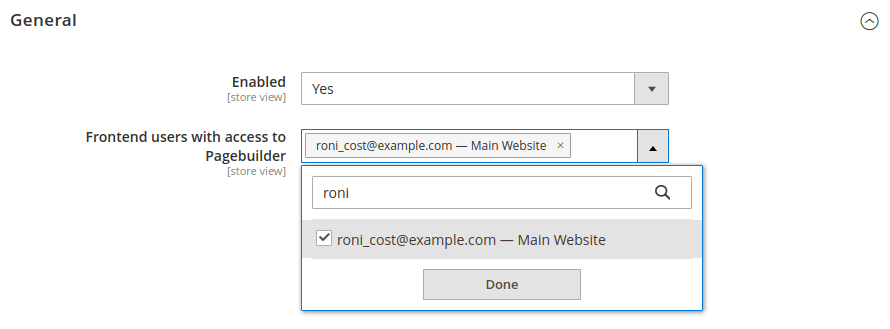 General
Enabled
[store view]
Yes
Frontend users with access to
Pagebuilder
[store view]
roni_cost@example.com — Main Website ×
roni
roni_cost@example.com — Main Website
Done